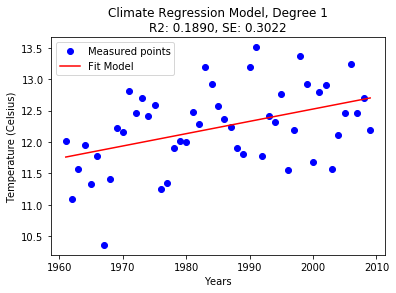 Climate Regression Model, Degree 1
R2: 0.1890, SE: 0.3022
Measured points
Fit Model
13.5
13.0
12.5
12.0
11.5
11.0
10.5
Temperature (Celsius)
1960
1970
1980
1990
2000
2010
Years